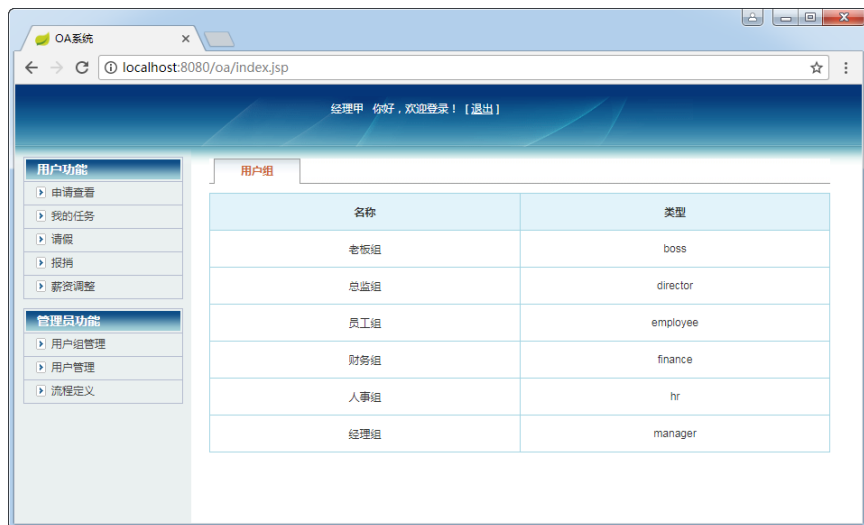 OA系统
localhost:8080/oa/index.jsp
经理甲 你好，欢迎登录！ [退出]
用户功能
申请查看
我的任务
请假
报销
薪资调整
管理员功能
用户组管理
用户管理
流程定义
用户组
名称 类型
老板组 boss
总监组 director
员工组 employee
财务组 finance
人事组 hr
经理组 manager